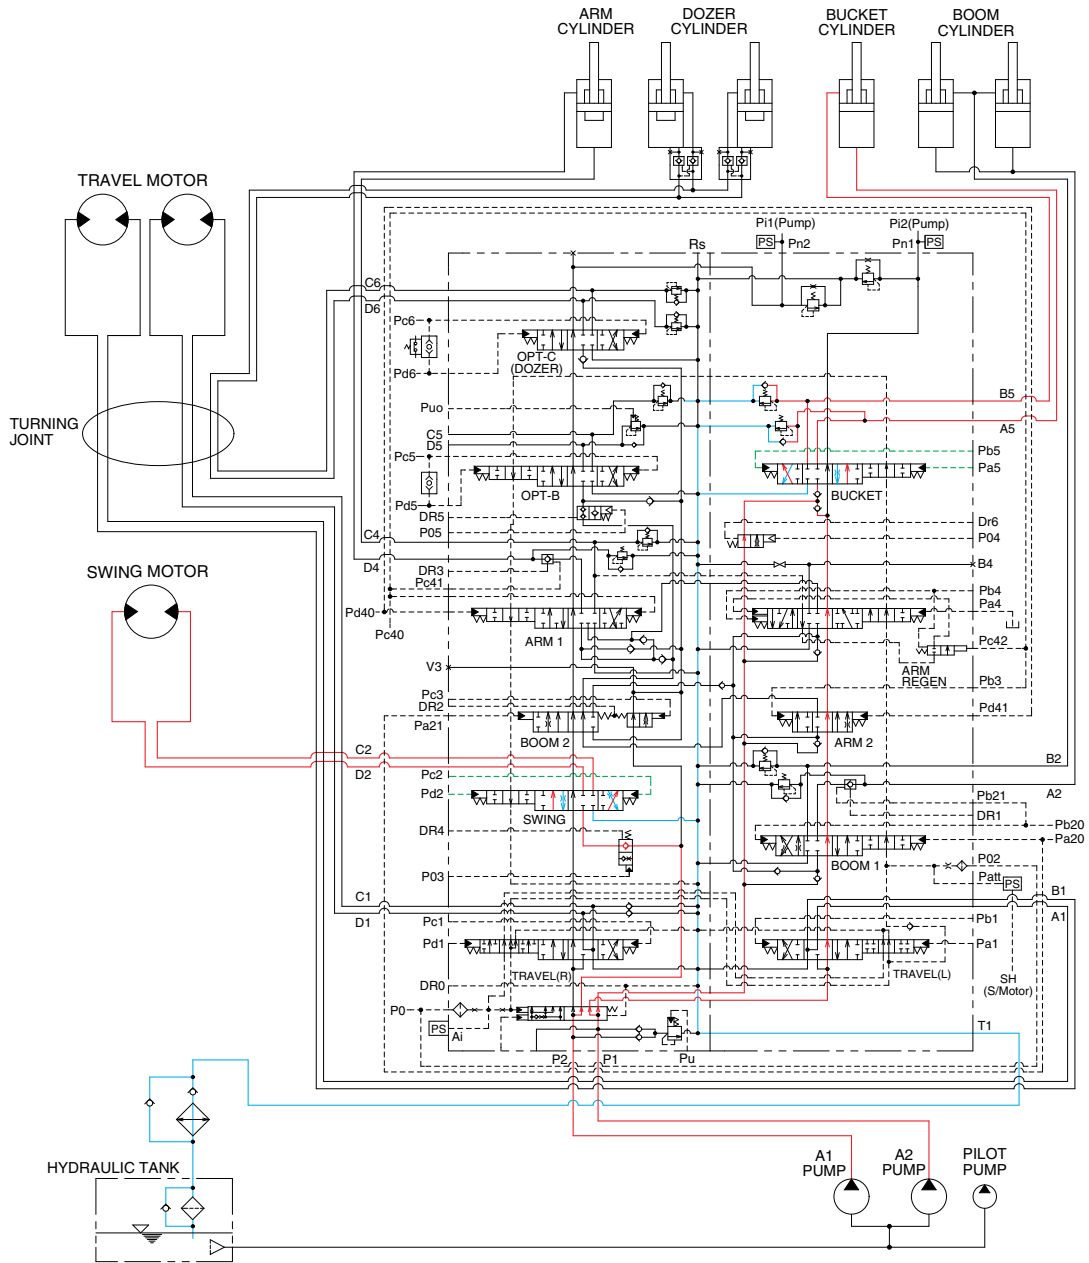 ARM
CYLINDER
DOZER
CYLINDER
BUCKET
CYLINDER
BOOM
CYLINDER
TRAVEL MOTOR
Pi1(Pump)
Pi2(Pump)
PS
Pn2
Pn1
PS
Rs
C6
D6
Pc6
OPT-C
(DOZER)
Pd6
B5
Puo
A5
TURNING
JOINT
C5
D5
Pb5
Pc5
Pa5
OPT-B
BUCKET
Pd5
DR5
Dr6
P05
P04
C4
D4
B4
SWING MOTOR
DR3
Pc41
Pb4
Pa4
Pd40
Pc40
ARM 1
Pc42
V3
ARM
REGEN
Pb3
Pc3
DR2
Pd41
Pa21
BOOM 2
ARM 2
C2
B2
D2
Pc2
A2
Pd2
Pb21
DR1
SWING
Pb20
DR4
Pa20
BOOM 1
P02
P03
Patt
PS
C1
B1
D1
A1
Pc1
Pb1
Pd1
Pa1
TRAVEL(R)
TRAVEL(L)
SH
(S/Motor)
DR0
P0
PS
Ai
T1
P2
P1
Pu
A1
PUMP
A2
PUMP
PILOT
PUMP
HYDRAULIC TANK